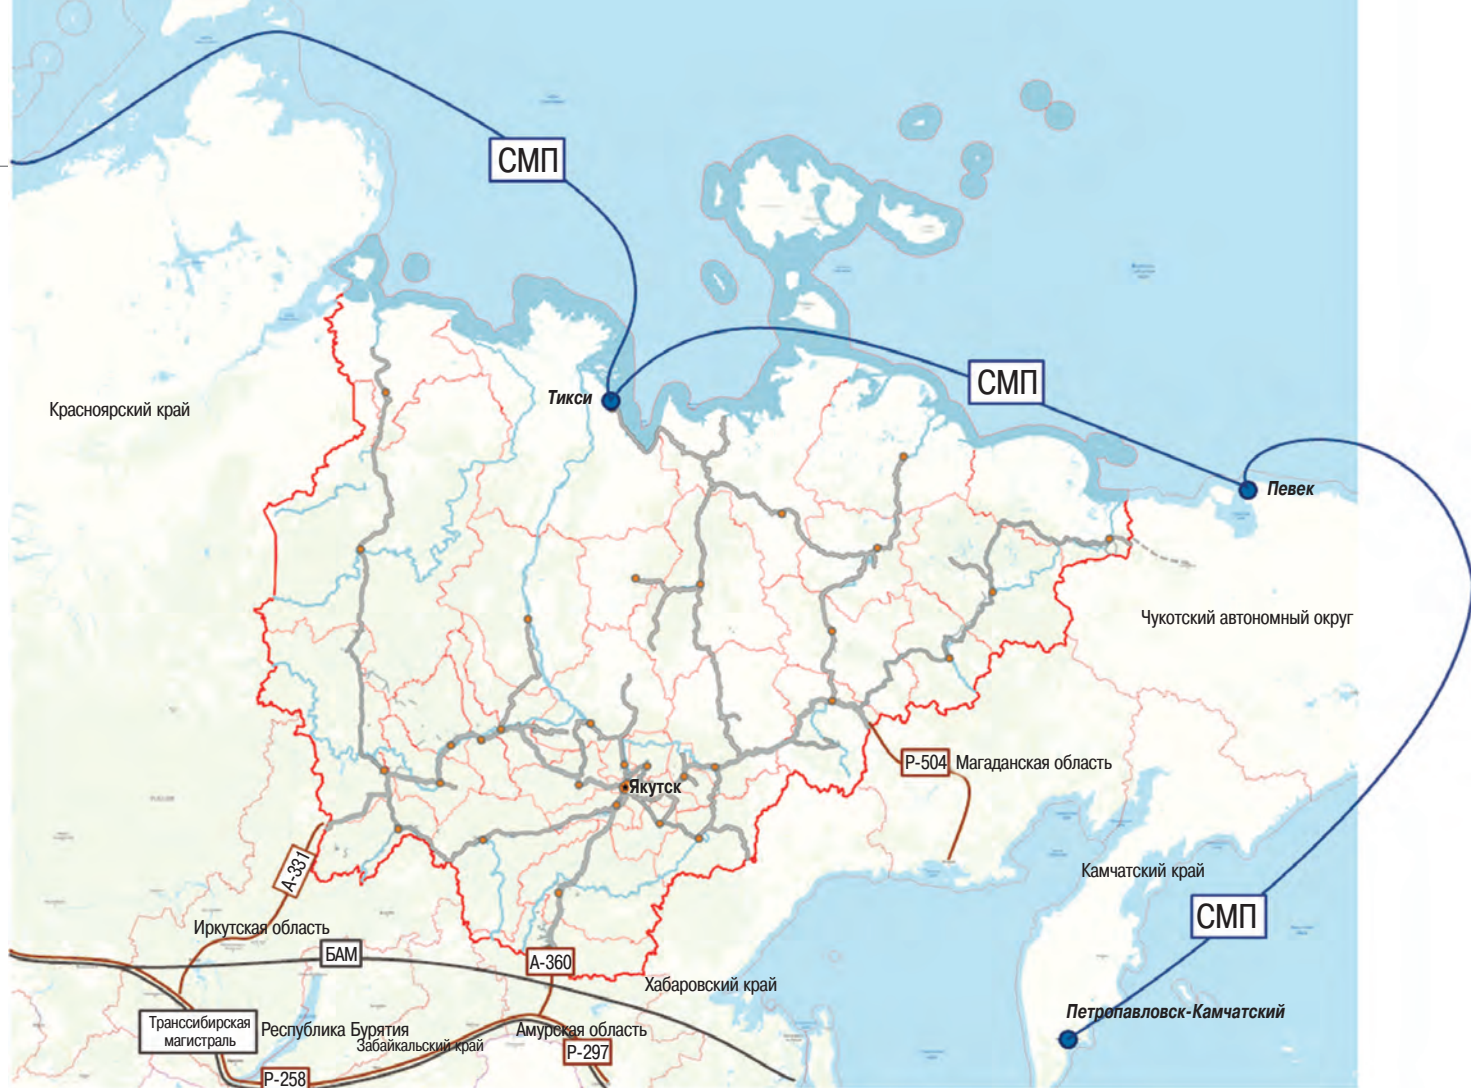 СМП
СМП
Тикси
Красноярский край
Певек
Чукотский автономный округ
Р-504
Магаданская область
Якутск
А-331
Камчатский край
СМП
Иркутская область
БАМ
А-360
Хабаровский край
Петропавловск-Камчатский
Транссибирская
магистраль
Республика Бурятия
Амурская область
Забайкальский край
Р-297
Р-258